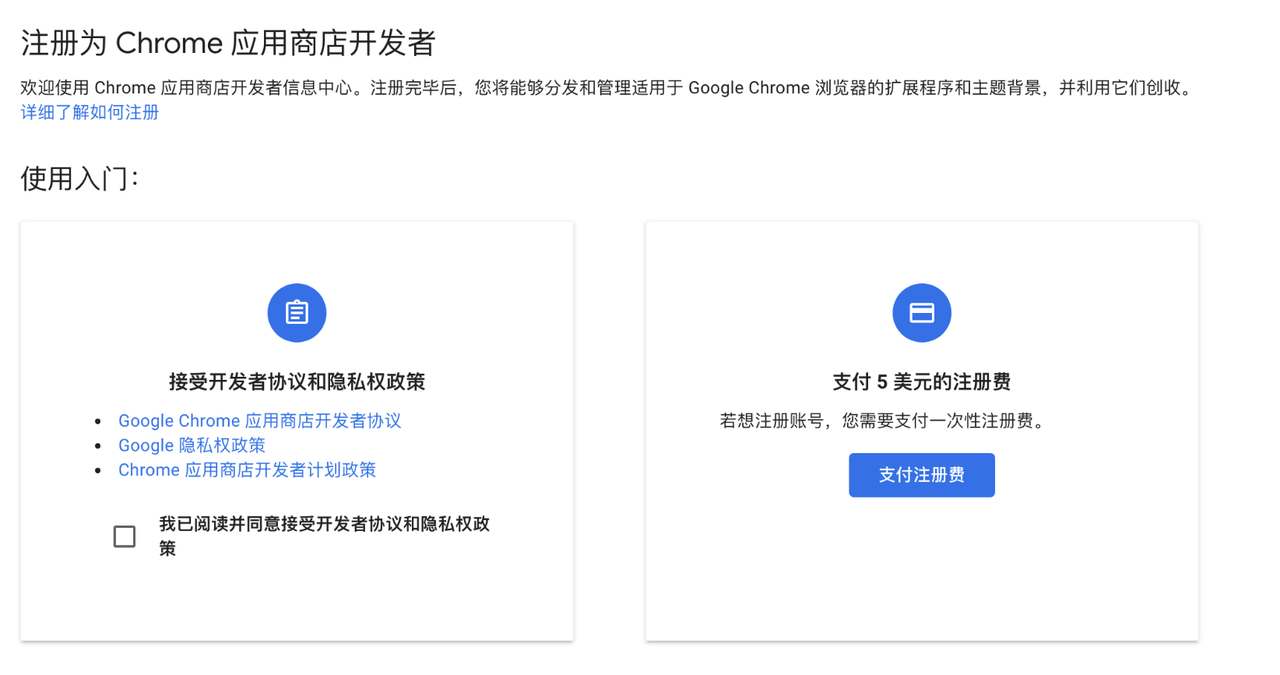 注册为 Chrome 应用商店开发者
欢迎使用 Chrome 应用商店开发者信息中心。注册完毕后，您将能够分发和管理适用于 Google Chrome 浏览器的扩展程序和主题背景，并利用它们创收。
详细了解如何注册
使用入门：
接受开发者协议和隐私权政策
Google Chrome 应用商店开发者协议
Google 隐私权政策
Chrome 应用商店开发者计划政策
我已阅读并同意接受开发者协议和隐私权政
策
支付 5 美元的注册费
若想注册账号，您需要支付一次性注册费。
支付注册费